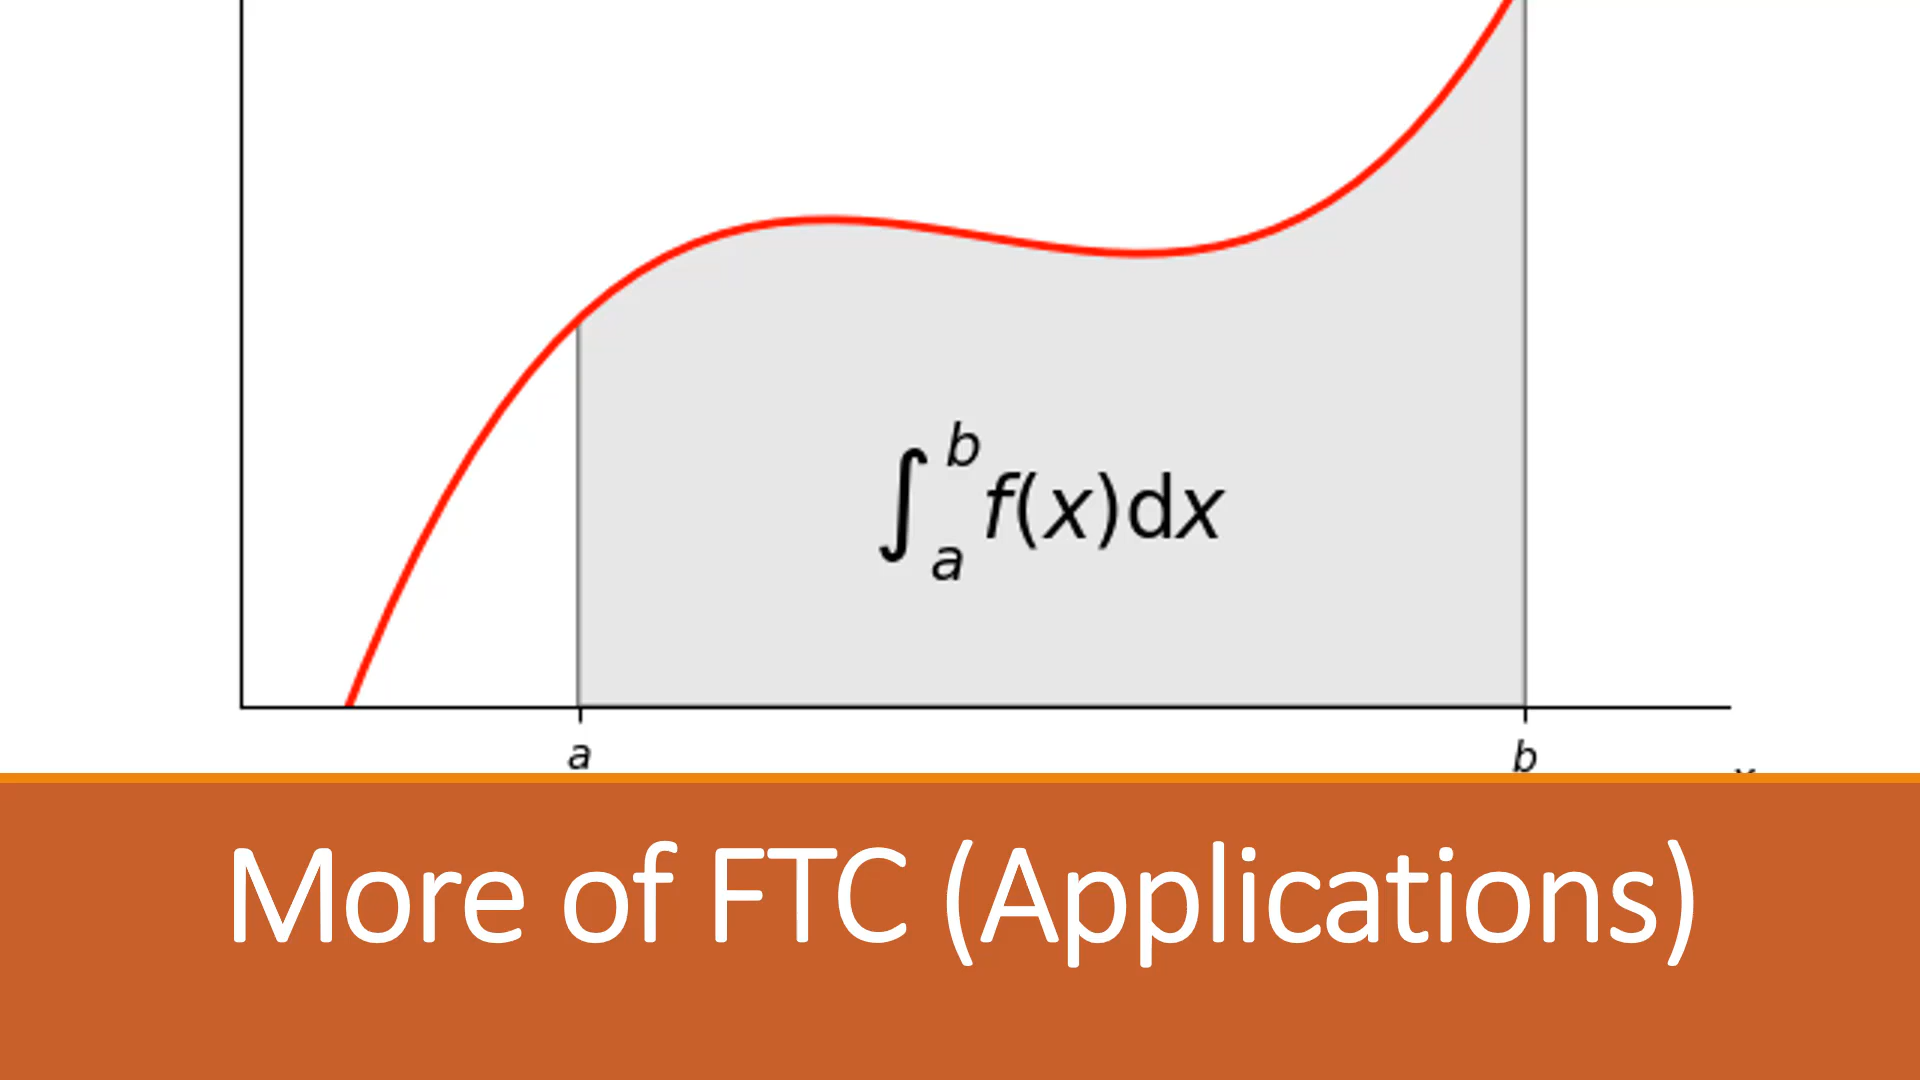 ∫ₐᵇ f(x)dx
a b
More of FTC (Applications)